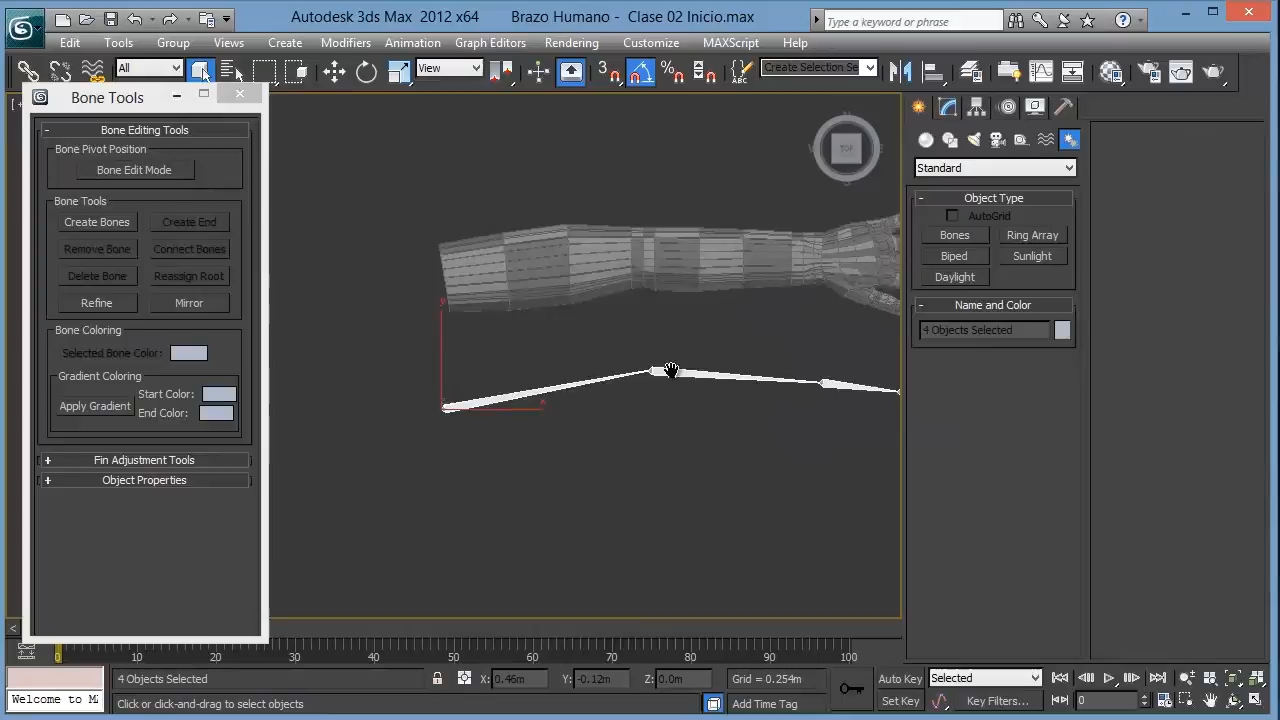 Autodesk 3ds Max 2012 x64
Brazo Humano - Clase 02 Inicio.max
Type a keyword or phrase
Edit Tools Group Views Create Modifiers Animation Graph Editors Rendering Customize MAXScript Help
All
View
Create Selection Se
Bone Tools
Bone Editing Tools
Bone Pivot Position
Bone Edit Mode
Bone Tools
Create Bones Create End
Remove Bone Connect Bones
Delete Bone Reassign Root
Refine Mirror
Bone Coloring
Selected Bone Color:
Gradient Coloring
Start Color:
Apply Gradient
End Color:
Fin Adjustment Tools
Object Properties
TOP
Standard
Object Type
AutoGrid
Bones Ring Array
Biped Sunlight
Daylight
Name and Color
4 Objects Selected
0 10 20 30 40 50 60 70 80 90 100
4 Objects Selected
X: 0.46m Y: -0.12m Z: 0.0m
Grid = 0.254m
Auto Key
Selected
Welcome to M
Click or click-and-drag to select objects
Add Time Tag
Set Key
Key Filters...
0